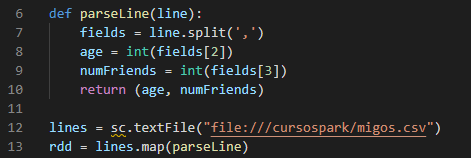 6 def parseLine(line):
7     fields = line.split(',')
8     age = int(fields[2])
9     numFriends = int(fields[3])
10     return (age, numFriends)
11
12 lines = sc.textFile("file:///cursospark/migos.csv")
13 rdd = lines.map(parseLine)